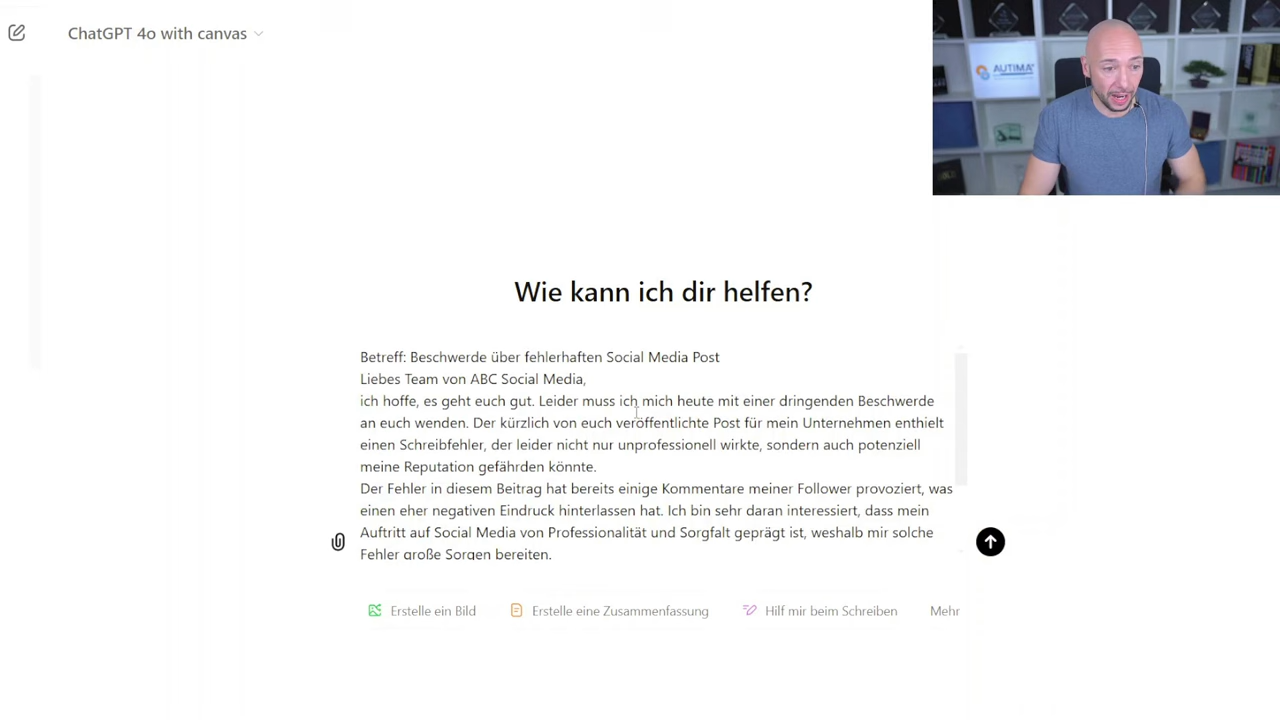 ChatGPT 4o with canvas
AUTIMA
Wie kann ich dir helfen?
Betreff: Beschwerde über fehlerhaften Social Media Post
Liebes Team von ABC Social Media,
ich hoffe, es geht euch gut. Leider muss ich mich heute mit einer dringenden Beschwerde
an euch wenden. Der kürzlich von euch veröffentlichte Post für mein Unternehmen enthielt
einen Schreibfehler, der leider nicht nur unprofessionell wirkte, sondern auch potenziell
meine Reputation gefährden könnte.
Der Fehler in diesem Beitrag hat bereits einige Kommentare meiner Follower provoziert, was
einen eher negativen Eindruck hinterlassen hat. Ich bin sehr daran interessiert, dass mein
Auftritt auf Social Media von Professionalität und Sorgfalt geprägt ist, weshalb mir solche
Fehler große Sorgen bereiten.
Erstelle ein Bild
Erstelle eine Zusammenfassung
Hilf mir beim Schreiben
Mehr